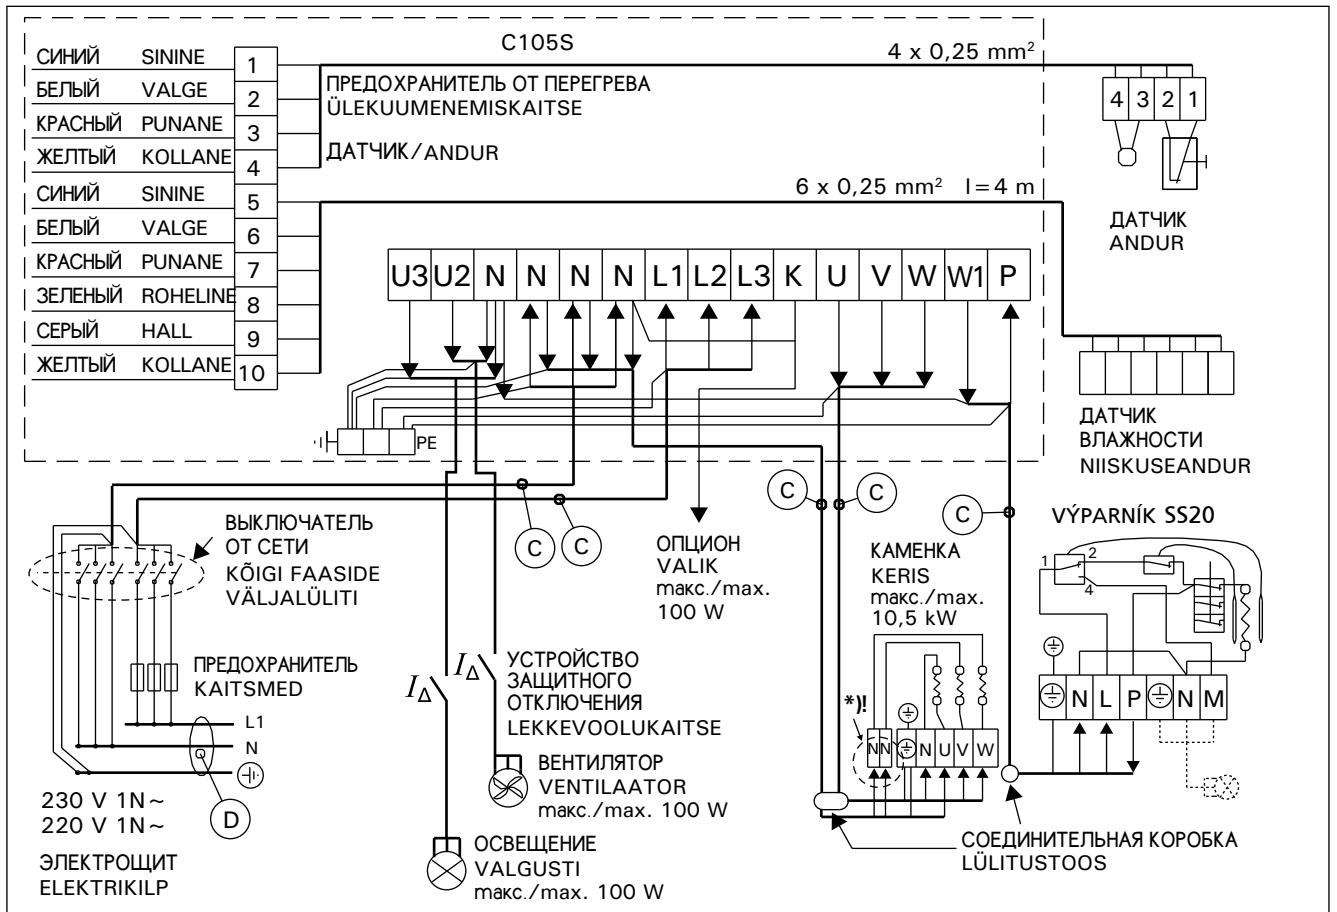 C105S
4 x 0,25 mm²
СИНИЙ SININE 1
БЕЛЫЙ VALGE 2
КРАСНЫЙ PUNANE 3
ЖЕЛТЫЙ KOLLANE 4
СИНИЙ SININE 5
БЕЛЫЙ VALGE 6
КРАСНЫЙ PUNANE 7
ЗЕЛЕНЫЙ ROHELINE 8
СЕРЫЙ HALL 9
ЖЕЛТЫЙ KOLLANE 10
ПРЕДОХРАНИТЕЛЬ ОТ ПЕРЕГРЕВА
ÜLEKUUMENEMISKAITSE
ДАТЧИК/ANDUR
4 3 2 1
ДАТЧИК
ANDUR
6 x 0,25 mm² l=4 m
U3 U2 N N N N L1 L2 L3 K U V W W1 P
ДАТЧИК
ВЛАЖНОСТИ
NIISKUSEANDUR
PE
C
C
C
C
C
ВЫКЛЮЧАТЕЛЬ
ОТ СЕТИ
KÕIGI FAASIDE
VÄLJALÜLITI
ОПЦИОН
VALIK
макс./max.
100 W
КАМЕНКА
KERIS
макс./max.
10,5 kW
VÝPARNÍK SS20
1 2
4
ПРЕДОХРАНИТЕЛЬ
KAITSMED
I∆
I∆
УСТРОЙСТВО
ЗАЩИТНОГО
ОТКЛЮЧЕНИЯ
LEKKEVOOLUKAITSE
*)!
N N N U V W
N L P N M
L1
N
D
230 V 1N~
220 V 1N~
ЭЛЕКТРОЩИТ
ELEKTRIKILP
ВЕНТИЛЯТОР
VENTILAATOR
макс./max. 100 W
ОСВЕЩЕНИЕ
VALGUSTI
макс./max. 100 W
СОЕДИНИТЕЛЬНАЯ КОРОБКА
LÜLITUSTOOS